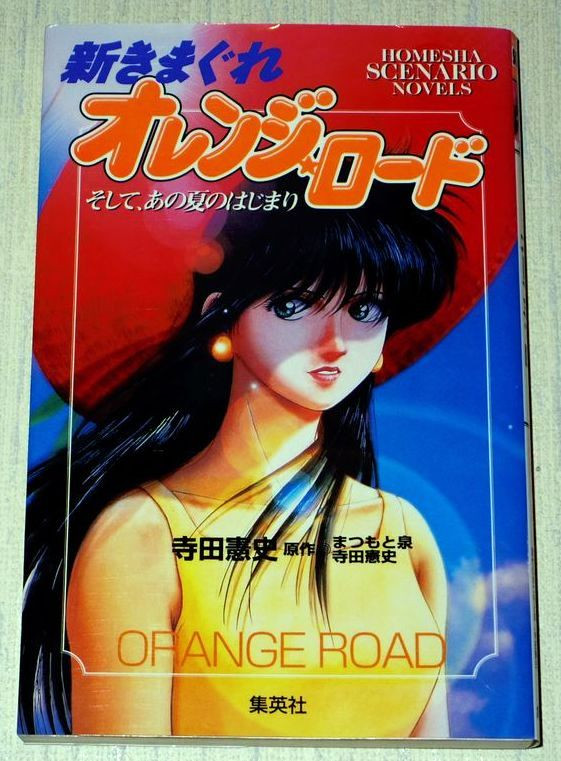 新きまぐれ
オレンジ☆ロード
そして、あの夏のはじまり
HOMESHA
SCENARIO
NOVELS
寺田憲史 原作◎まつもと泉
寺田憲史
ORANGE ROAD
集英社